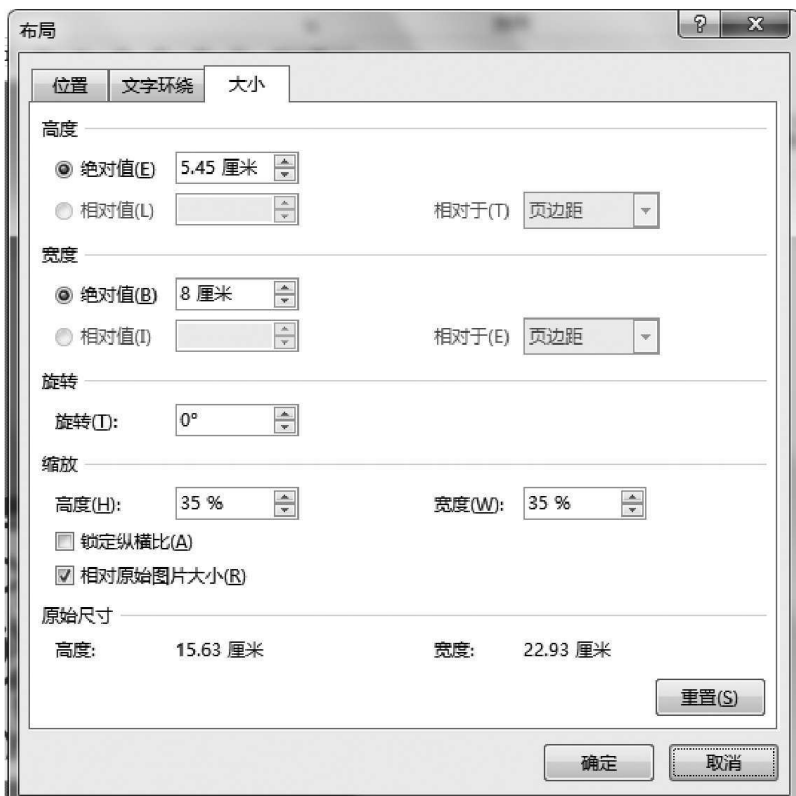 布局
位置 文字环绕 大小
高度
绝对值(E) 5.45 厘米
相对值(L) 相对于(T) 页边距
宽度
绝对值(B) 8 厘米
相对值(I) 相对于(E) 页边距
旋转
旋转(T): 0°
缩放
高度(H): 35 % 宽度(W): 35 %
锁定纵横比(A)
相对原始图片大小(R)
原始尺寸
高度: 15.63 厘米 宽度: 22.93 厘米
重置(S)
确定 取消